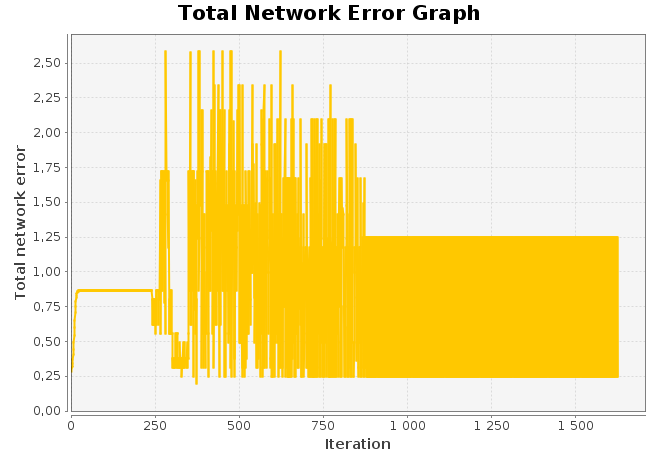 Total Network Error Graph
Total network error
2,50
2,25
2,00
1,75
1,50
1,25
1,00
0,75
0,50
0,25
0,00
0 250 500 750 1 000 1 250 1 500
Iteration